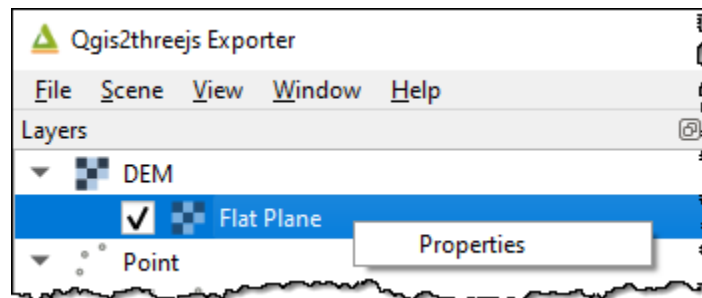 Qgis2threejs Exporter
File Scene View Window Help
Layers
DEM
Flat Plane
Properties
Point